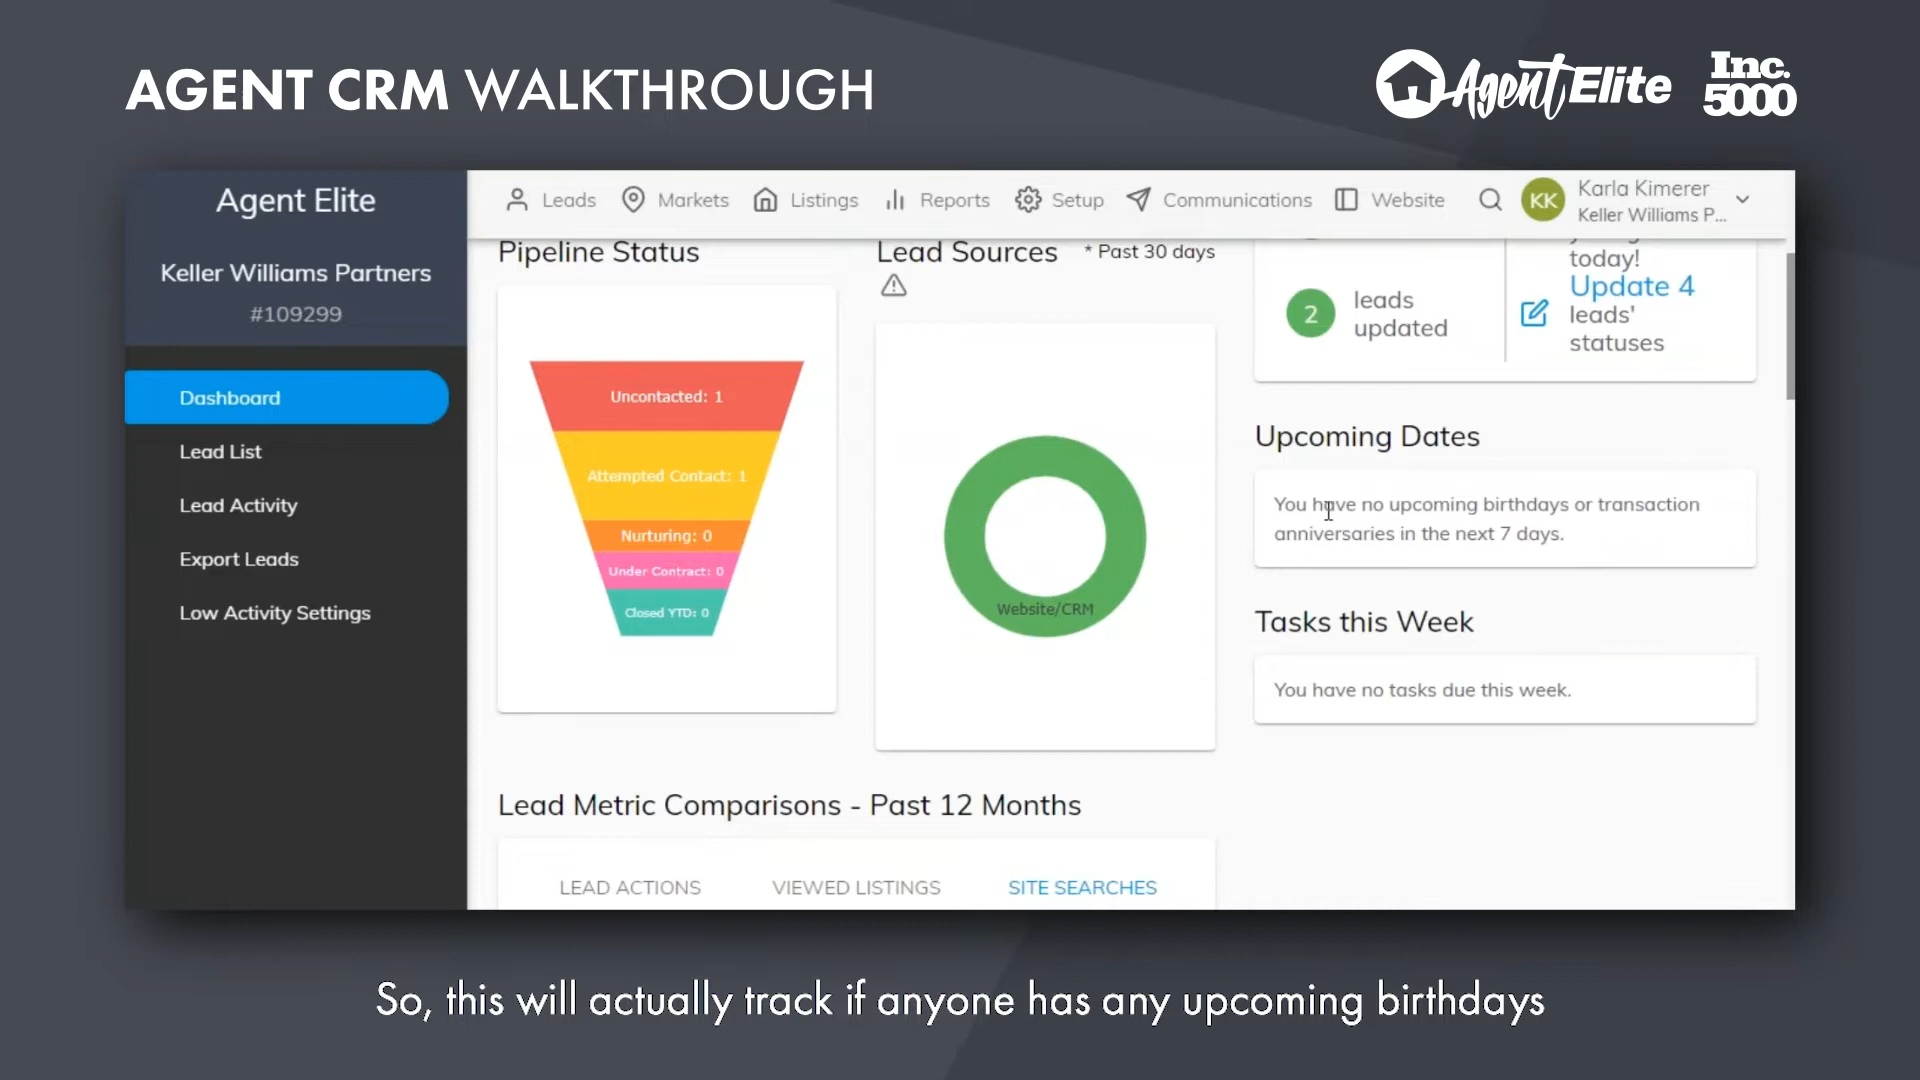 AGENT CRM WALKTHROUGH
AgentElite
Inc.
5000
Agent Elite
Keller Williams Partners
#109299
Dashboard
Lead List
Lead Activity
Export Leads
Low Activity Settings
Leads
Markets
Listings
Reports
Setup
Communications
Website
KK
Karla Kimerer
Keller Williams P...
Pipeline Status
Uncontacted: 1
Attempted Contact: 1
Nurturing: 0
Under Contract: 0
Closed YTD: 0
Lead Sources
* Past 30 days
Website/CRM
2
leads
updated
today!
Update 4
leads'
statuses
Upcoming Dates
You have no upcoming birthdays or transaction
anniversaries in the next 7 days.
Tasks this Week
You have no tasks due this week.
Lead Metric Comparisons - Past 12 Months
LEAD ACTIONS
VIEWED LISTINGS
SITE SEARCHES
So, this will actually track if anyone has any upcoming birthdays